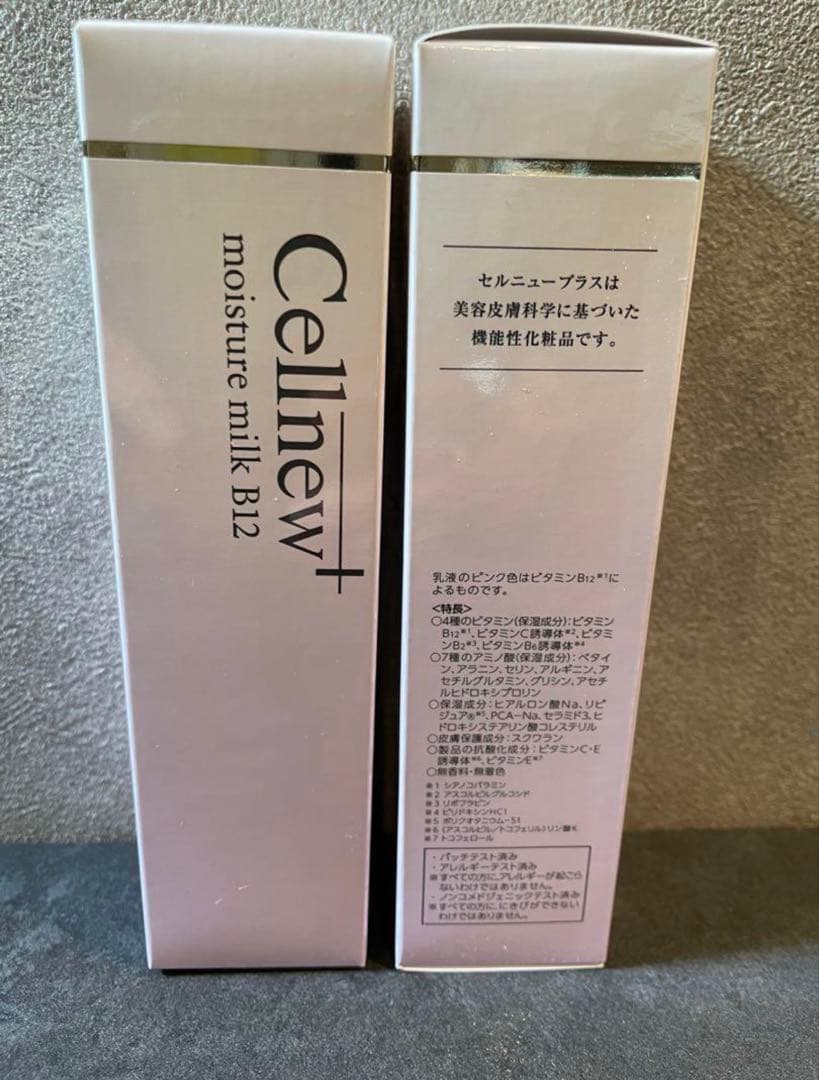 Cellnew+
moisture milk B12
セルニュープラスは
美容皮膚科学に基づいた
機能性化粧品です。
乳液のピンク色はビタミンB12※1に
よるものです。
<特長>
○4種のビタミン(保湿成分):ビタミン
B12※1、ビタミンC誘導体※2、ビタミ
ンB2※3、ビタミンB6誘導体※4
○7種のアミノ酸(保湿成分):ベタイ
ン、アラニン、セリン、アルギニン、ア
セチルグルタミン、グリシン、アセチ
ルヒドロキシプロリン
○保湿成分:ヒアルロン酸Na、リピ
ジュア®※5、PCA-Na、セラミド3、ヒ
ドロキシステアリン酸コレステリル
○皮膚保護成分:スクワラン
○製品の抗酸化成分:ビタミンC・E
誘導体※6、ビタミンE※7
○無香料・無着色
※1 シアノコバラミン
※2 アスコルビルグルコシド
※3 リボフラビン
※4 ピリドキシンHCl
※5 ポリクオタニウム-51
※6 (アスコルビル/トコフェリル)リン酸K
※7 トコフェロール
・パッチテスト済み
・アレルギーテスト済み
※すべての方に、アレルギーが起こら
ないわけではありません。
・ノンコメドジェニックテスト済み
※すべての方に、にきびができない
わけではありません。